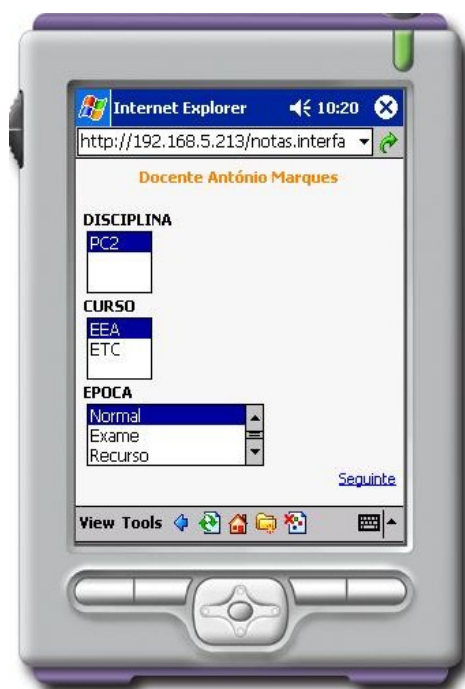 Internet Explorer 10:20
http://192.168.5.213/notas.interfa
Docente António Marques
DISCIPLINA
PC2
CURSO
EEA
ETC
EPOCA
Normal
Exame
Recurso
Seguinte
View Tools